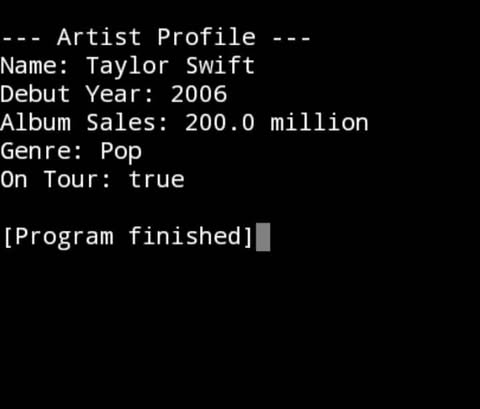 --- Artist Profile ---
Name: Taylor Swift
Debut Year: 2006
Album Sales: 200.0 million
Genre: Pop
On Tour: true
[Program finished]